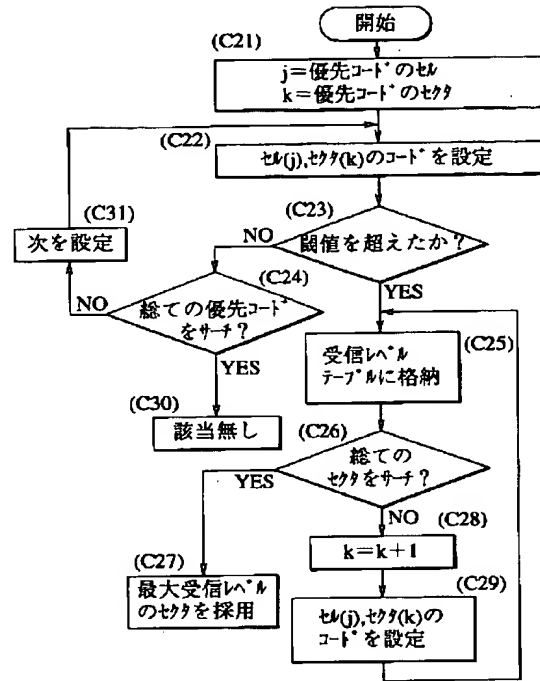 開始
(C21)
j＝優先ｺｰﾄﾞのセル
k＝優先ｺｰﾄﾞのセクタ
(C22)
ｾﾙ(j),ｾｸﾀ(k)のｺｰﾄﾞを設定
(C31)
次を設定
(C23)
閾値を超えたか？
NO
YES
(C24)
総ての優先ｺｰﾄﾞ
をサーチ？
NO
YES
(C25)
受信ﾚﾍﾞﾙ
ﾃｰﾌﾞﾙに格納
(C30)
該当無し
(C26)
総ての
ｾｸﾀをサーチ？
YES
NO
(C28)
k＝k＋1
(C27)
最大受信ﾚﾍﾞﾙ
のｾｸﾀを採用
(C29)
ｾﾙ(j),ｾｸﾀ(k)の
ｺｰﾄﾞを設定